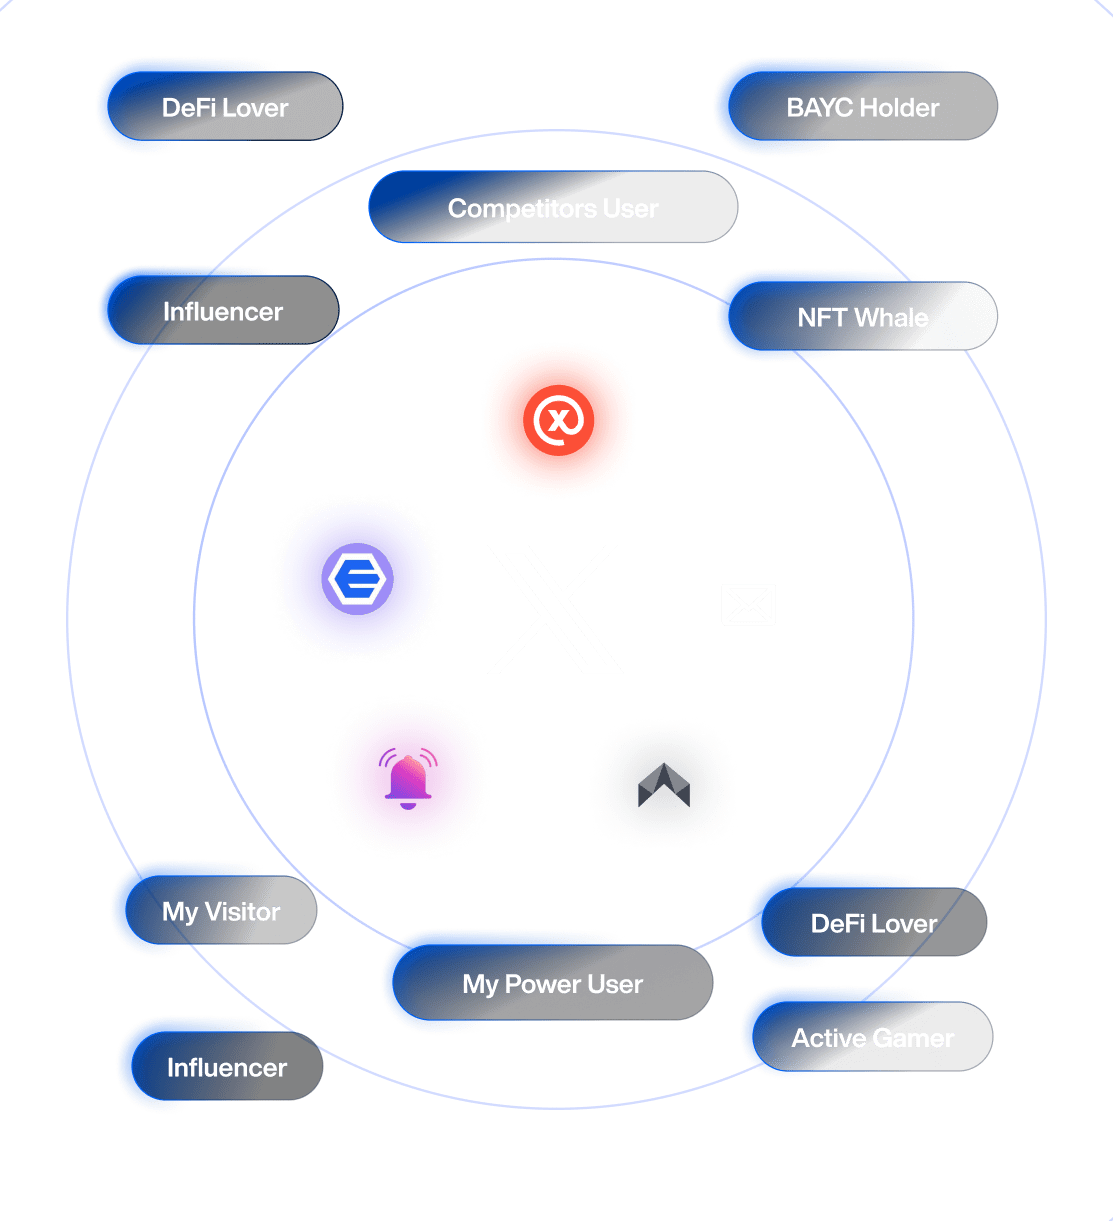 DeFi Lover
BAYC Holder
Competitors User
Influencer
NFT Whale
My Visitor
DeFi Lover
My Power User
Active Gamer
Influencer